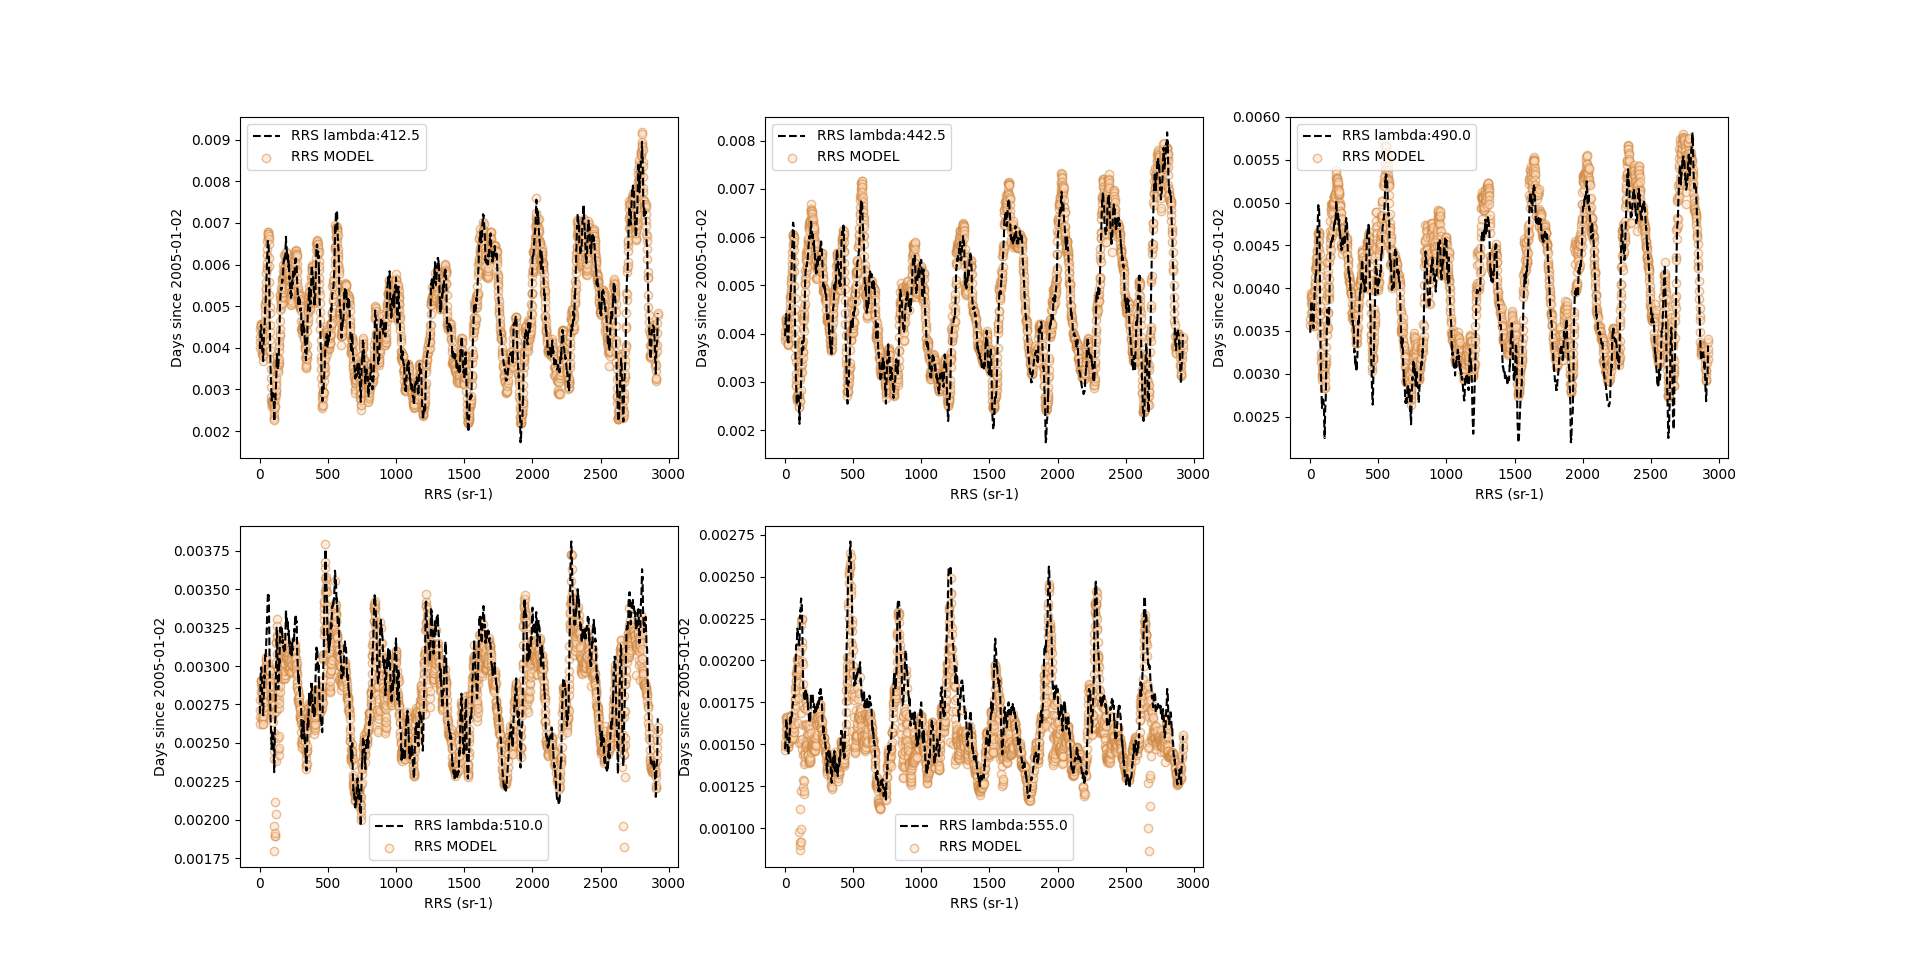 RRS lambda:412.5
RRS MODEL
0.009
0.008
0.007
0.006
0.005
0.004
0.003
0.002
Days since 2005-01-02
0 500 1000 1500 2000 2500 3000
RRS (sr-1)
RRS lambda:442.5
RRS MODEL
0.008
0.007
0.006
0.005
0.004
0.003
0.002
Days since 2005-01-02
0 500 1000 1500 2000 2500 3000
RRS (sr-1)
RRS lambda:490.0
RRS MODEL
0.0060
0.0055
0.0050
0.0045
0.0040
0.0035
0.0030
0.0025
Days since 2005-01-02
0 500 1000 1500 2000 2500 3000
RRS (sr-1)
0.00375
0.00350
0.00325
0.00300
0.00275
0.00250
0.00225
0.00200
0.00175
Days since 2005-01-02
RRS lambda:510.0
RRS MODEL
0 500 1000 1500 2000 2500 3000
RRS (sr-1)
0.00275
0.00250
0.00225
0.00200
0.00175
0.00150
0.00125
0.00100
Days since 2005-01-02
RRS lambda:555.0
RRS MODEL
0 500 1000 1500 2000 2500 3000
RRS (sr-1)